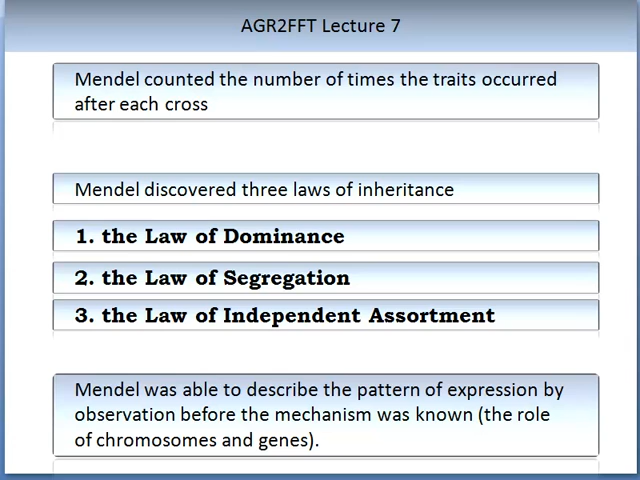 AGR2FFT Lecture 7
Mendel counted the number of times the traits occurred
after each cross
Mendel discovered three laws of inheritance
1. the Law of Dominance
2. the Law of Segregation
3. the Law of Independent Assortment
Mendel was able to describe the pattern of expression by
observation before the mechanism was known (the role
of chromosomes and genes).